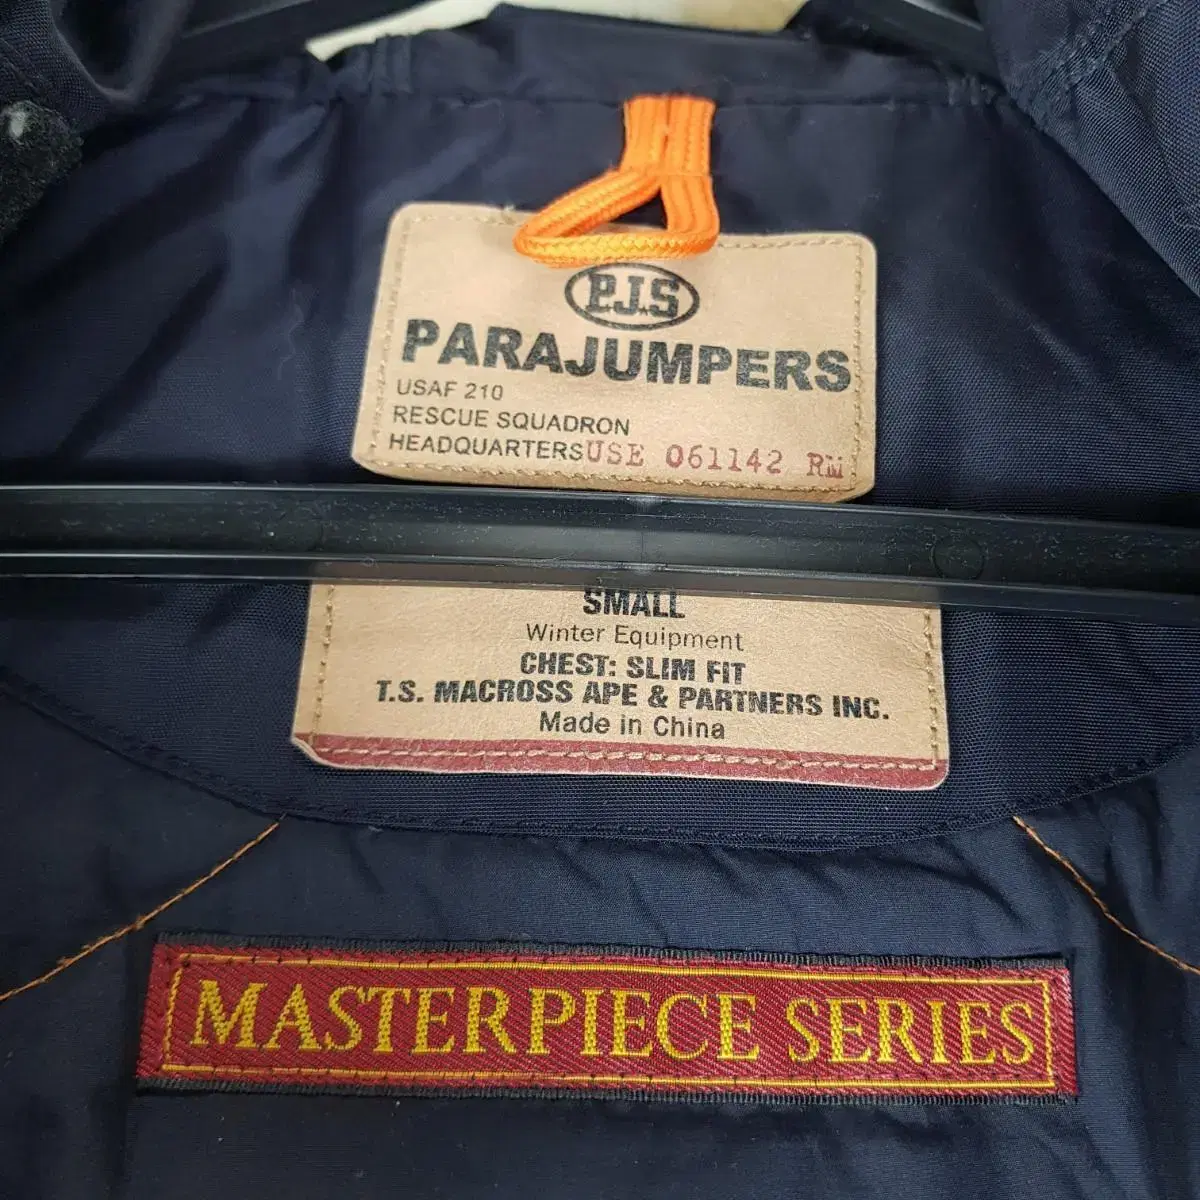 P.J.S
PARAJUMPERS
USAF 210
RESCUE SQUADRON
HEADQUARTERS USE 061142 RM
SMALL
Winter Equipment
CHEST: SLIM FIT
T.S. MACROSS APE & PARTNERS INC.
Made in China
MASTERPIECE SERIES